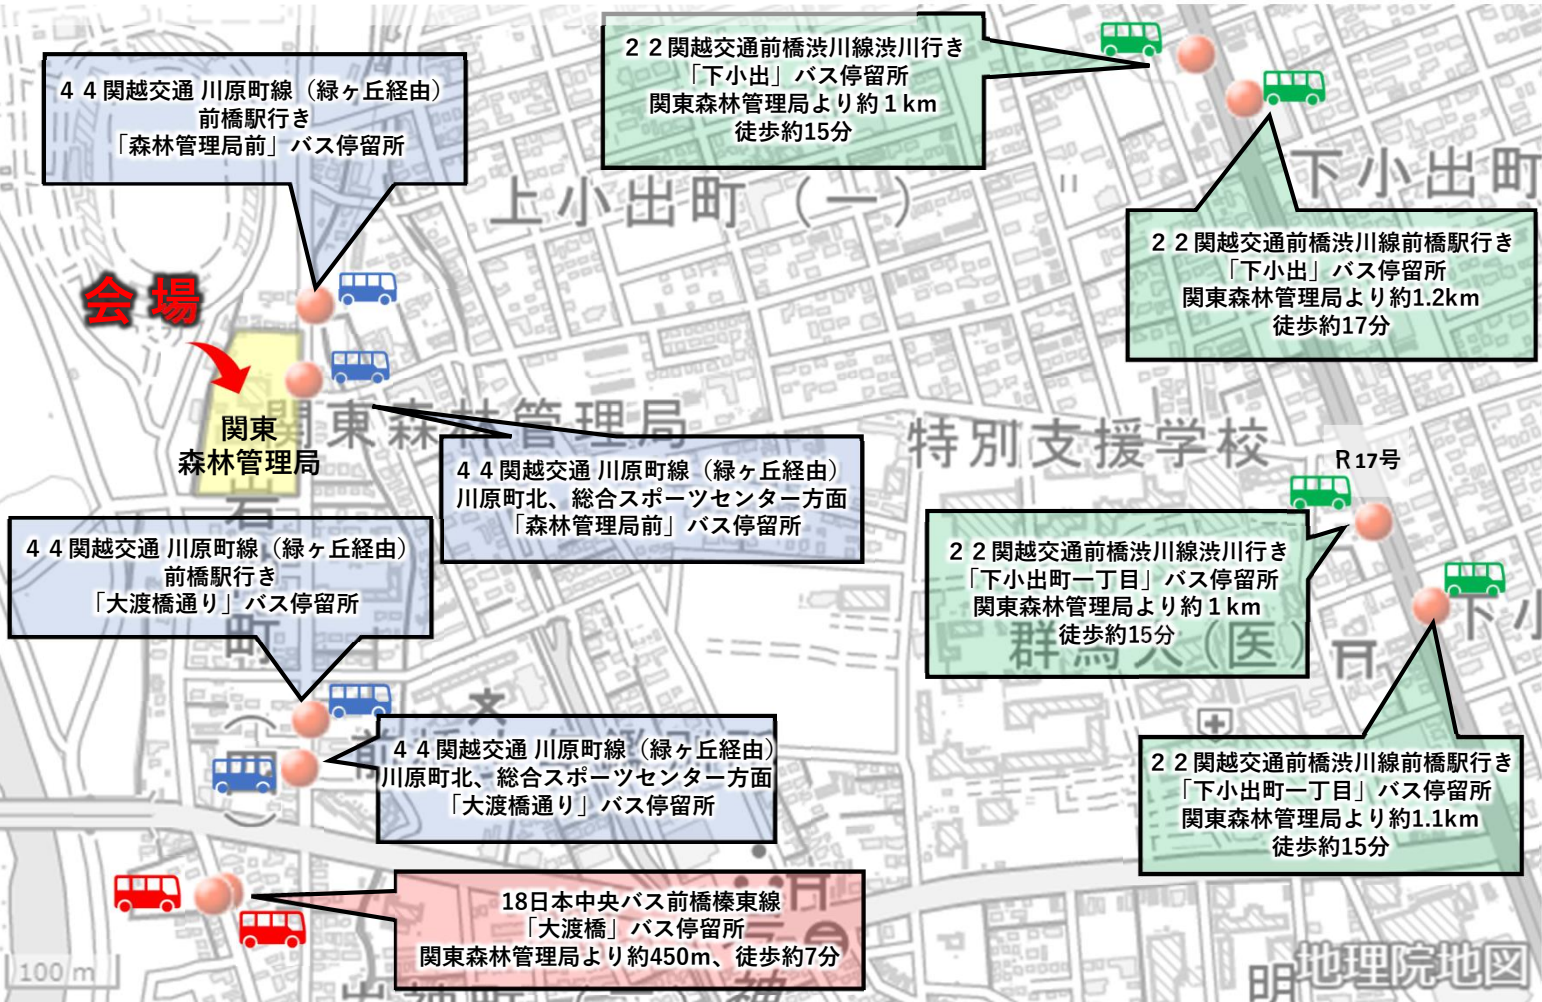 ４４関越交通 川原町線（緑ヶ丘経由）
前橋駅行き
「森林管理局前」バス停留所
２２関越交通前橋渋川線渋川行き
「下小出」バス停留所
関東森林管理局より約１km
徒歩約15分
上小出町（一）
下小出町
２２関越交通前橋渋川線前橋駅行き
「下小出」バス停留所
関東森林管理局より約1.2km
徒歩約17分
会場
関東森林管理局
関東
森林管理局
４４関越交通 川原町線（緑ヶ丘経由）
川原町北、総合スポーツセンター方面
「森林管理局前」バス停留所
特別支援学校
Ｒ17号
４４関越交通 川原町線（緑ヶ丘経由）
前橋駅行き
「大渡橋通り」バス停留所
２２関越交通前橋渋川線渋川行き
「下小出町一丁目」バス停留所
関東森林管理局より約１km
徒歩約15分
群馬大（医）
下小
町
４４関越交通 川原町線（緑ヶ丘経由）
川原町北、総合スポーツセンター方面
「大渡橋通り」バス停留所
２２関越交通前橋渋川線前橋駅行き
「下小出町一丁目」バス停留所
関東森林管理局より約1.1km
徒歩約15分
18日本中央バス前橋榛東線
「大渡橋」バス停留所
関東森林管理局より約450m、徒歩約7分
100 m
明
地理院地図